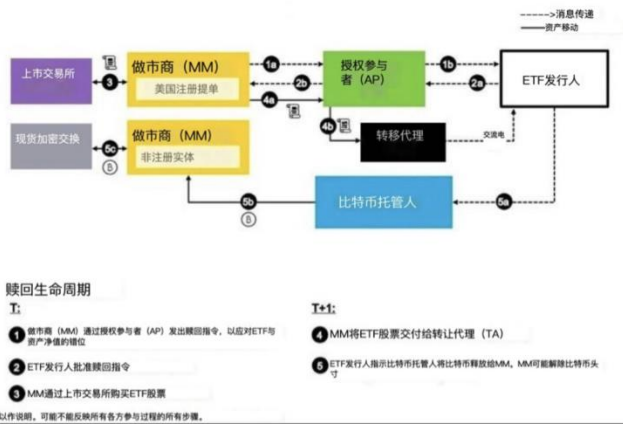 --->消息传递
——资产移动
上市交易所
3
做市商（MM）
美国注册提单
1a
2b
4a
授权参与
者（AP）
1b
2a
ETF发行人
4b
转移代理
交流电
现货加密交换
5c
做市商（MM）
非注册实体
5b
比特币托管人
5a
赎回生命周期
T:
1 做市商（MM）通过授权参与者（AP）发出赎回指令，以应对ETF与
资产净值的错位
2 ETF发行人批准赎回指令
3 MM通过上市交易所购买ETF股票
以作说明。可能不能反映所有各方参与过程的所有步骤。
T+1:
4 MM将ETF股票交付给转让代理（TA）
5 ETF发行人指示比特币托管人将比特币释放给MM。MM可能解除比特币头
寸